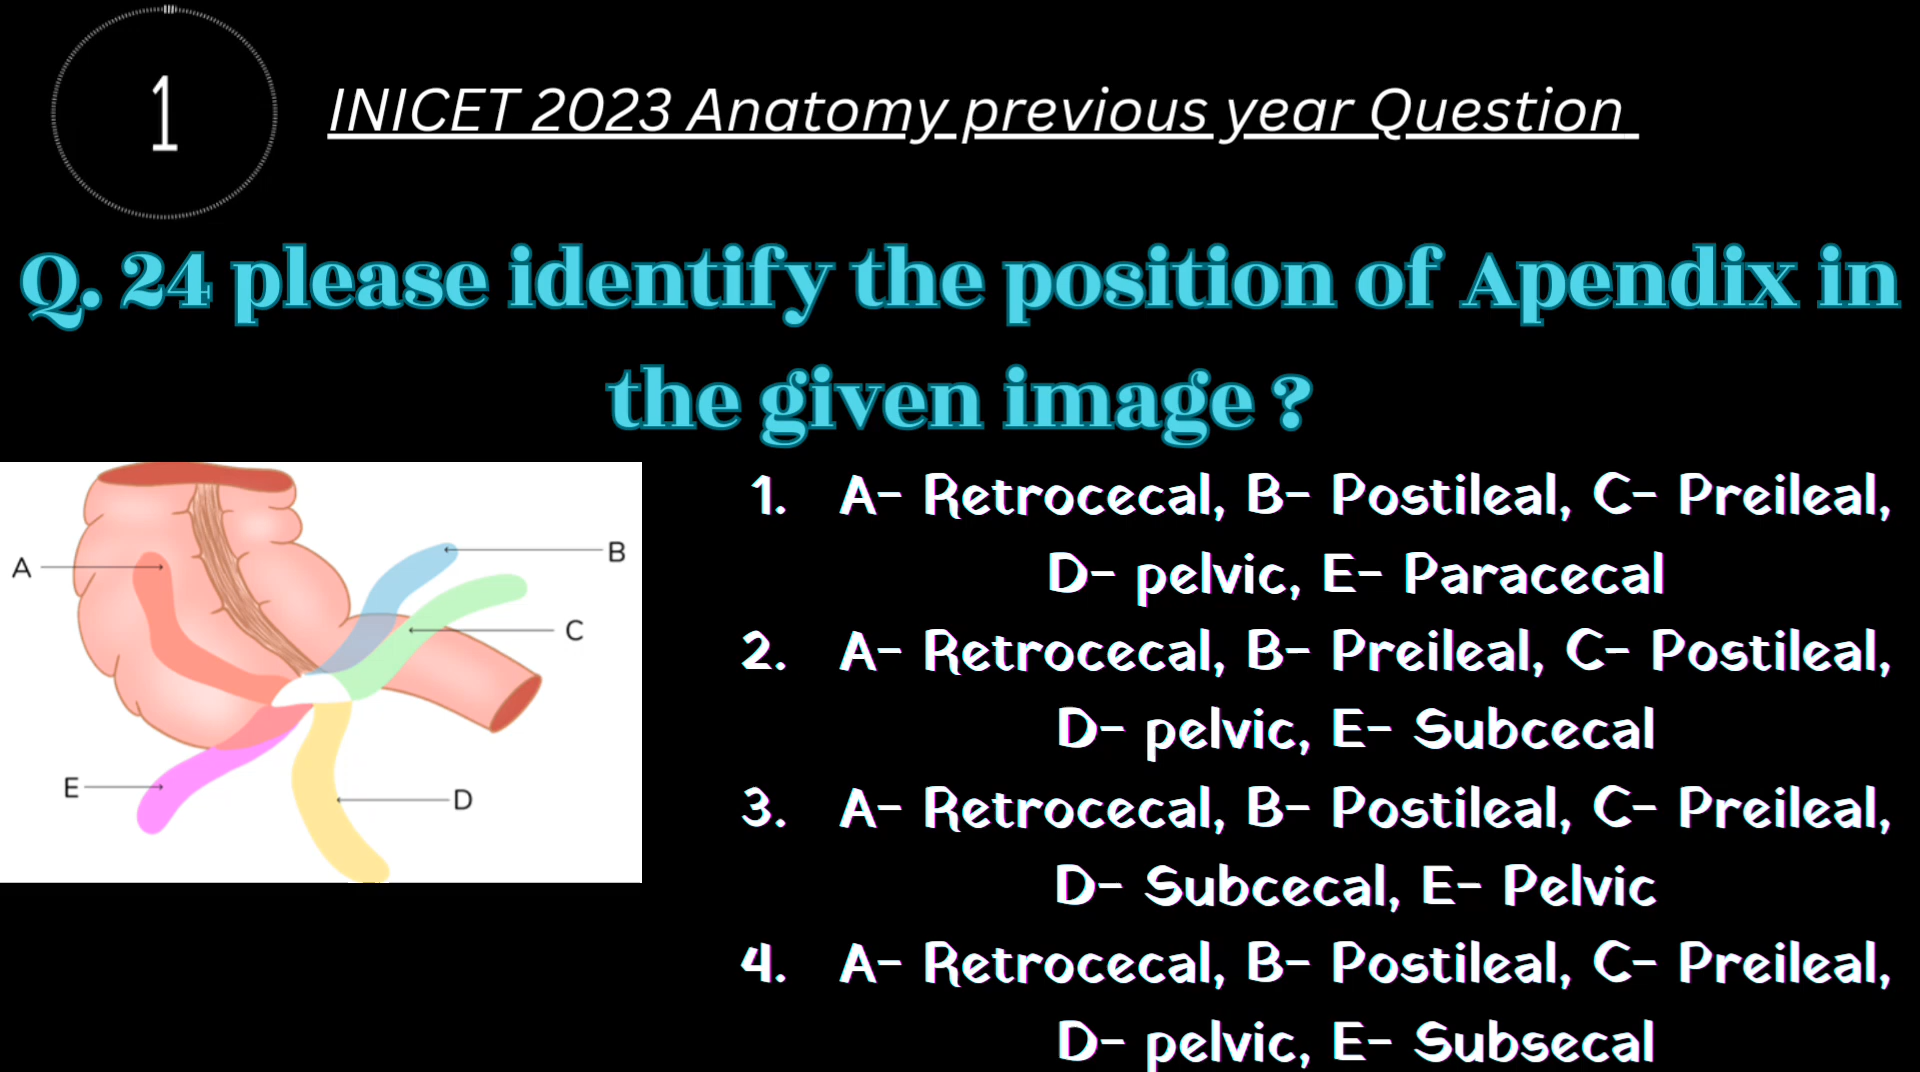 1
INICET 2023 Anatomy previous year Question
Q. 24 please identify the position of Apendix in
the given image ?
A
B
C
E
D
1. A- Retrocecal, B- Postileal, C- Preileal,
D- pelvic, E- Paracecal
2. A- Retrocecal, B- Preileal, C- Postileal,
D- pelvic, E- Subcecal
3. A- Retrocecal, B- Postileal, C- Preileal,
D- Subcecal, E- Pelvic
4. A- Retrocecal, B- Postileal, C- Preileal,
D- pelvic, E- Subsecal